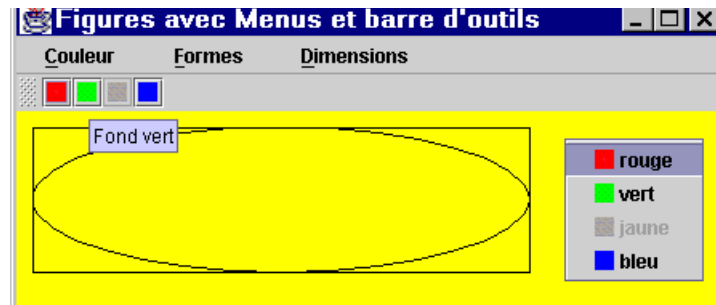 Figures avec Menus et barre d'outils
Couleur Formes Dimensions
Fond vert
rouge
vert
jaune
bleu